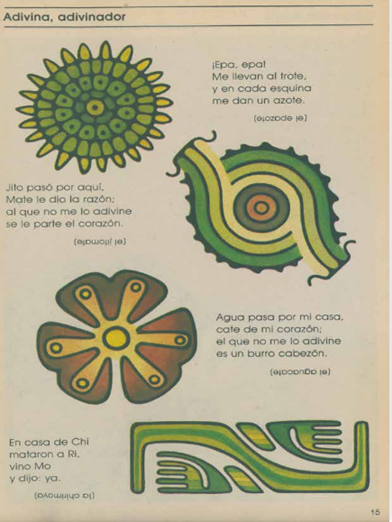 Adivina, adivinador
¡Epa, epa!
Me llevan al trote,
y en cada esquina
me dan un azote.
(el epazote)
Jito pasó por aquí,
Mate le dio la razón;
al que no me lo adivine
se le parte el corazón.
(el jitomate)
Agua pasa por mi casa,
cate de mi corazón;
el que no me lo adivine
es un burro cabezón.
(el aguacate)
En casa de Chi
mataron a Ri,
vino Mo
y dijo: ya.
(la chirimoya)
15